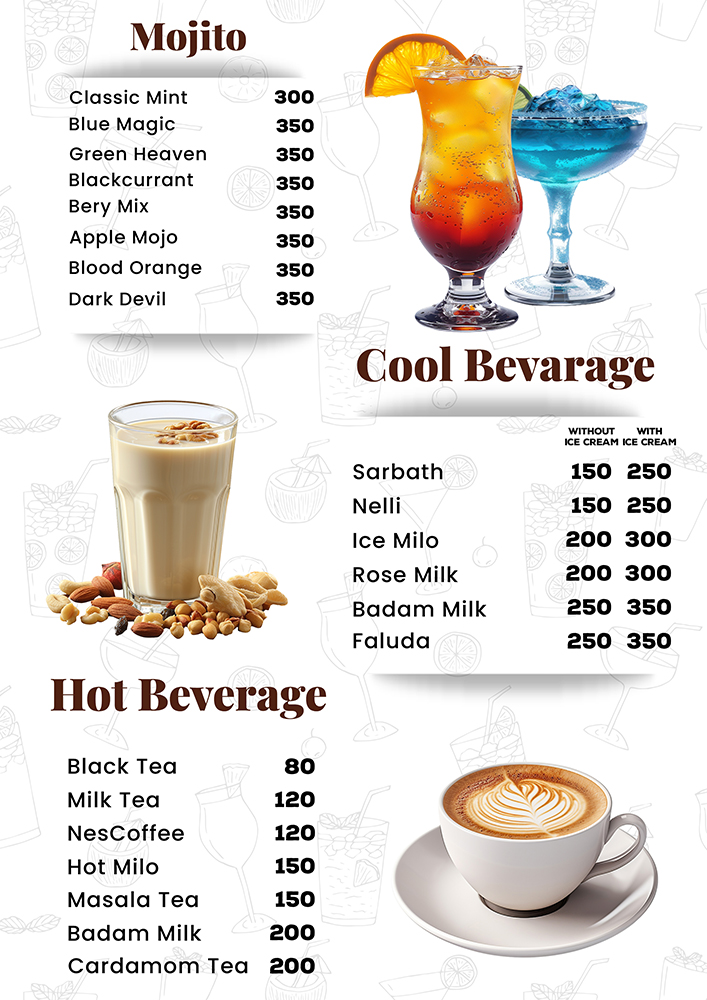 Mojito
Classic Mint 300
Blue Magic 350
Green Heaven 350
Blackcurrant 350
Bery Mix 350
Apple Mojo 350
Blood Orange 350
Dark Devil 350
Cool Bevarage
WITHOUT ICE CREAM WITH ICE CREAM
Sarbath 150 250
Nelli 150 250
Ice Milo 200 300
Rose Milk 200 300
Badam Milk 250 350
Faluda 250 350
Hot Beverage
Black Tea 80
Milk Tea 120
NesCoffee 120
Hot Milo 150
Masala Tea 150
Badam Milk 200
Cardamom Tea 200